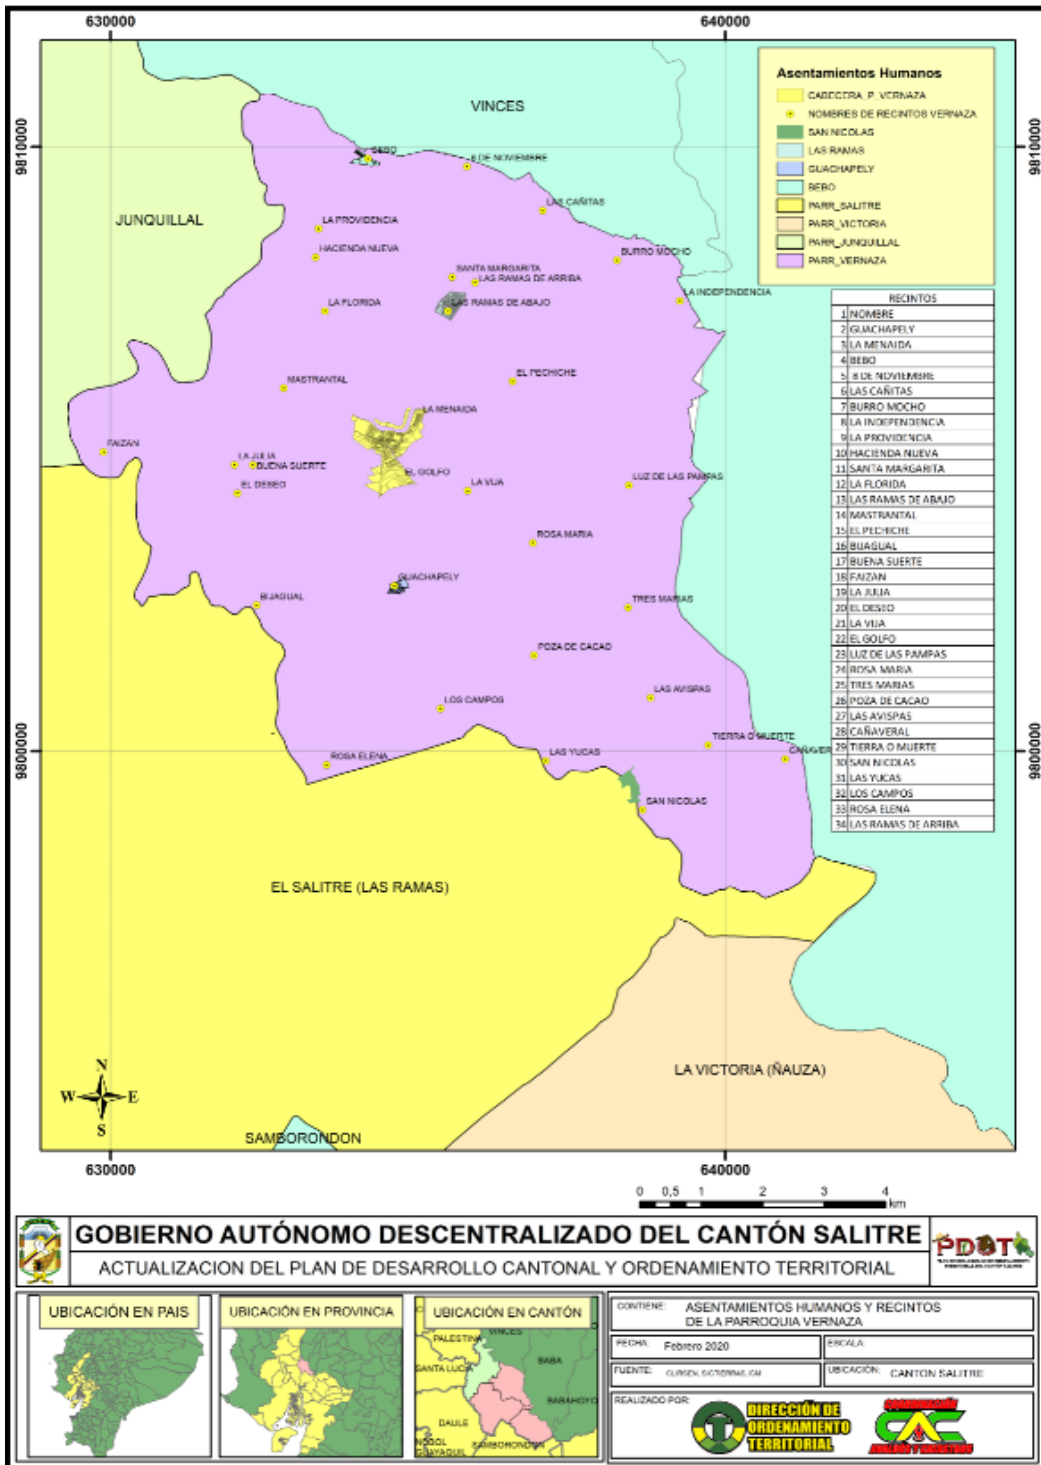 630000
640000
9810000
9810000
VINCES
Asentamientos Humanos
CABECERA_P_VERNAZA
NOMBRES DE RECINTOS VERNAZA
SAN NICOLAS
LAS RAMAS
GUACHAPELY
BEBO
PARR_SALITRE
PARR_VICTORIA
PARR_JUNQUILLAL
PARR_VERNAZA
BEBO
8 DE NOVIEMBRE
LAS CAÑITAS
JUNQUILLAL
LA PROVIDENCIA
HACIENDA NUEVA
BURRO MOCHO
SANTA MARGARITA
LAS RAMAS DE ARRIBA
LA INDEPENDENCIA
LA FLORIDA
LAS RAMAS DE ABAJO
MASTRANTAL
EL PECHICHE
LA MENAIDA
FAIZAN
LA JULIA
BUENA SUERTE
EL GOLFO
EL DESEO
LA VIJA
LUZ DE LAS PAMPAS
ROSA MARIA
GUACHAPELY
BIJAGUAL
TRES MARIAS
POZA DE CACAO
LAS AVISPAS
LOS CAMPOS
TIERRA O MUERTE
ROSA ELENA
LAS YUCAS
CAÑAVER
SAN NICOLAS
9800000
9800000
RECINTOS
1 NOMBRE
2 GUACHAPELY
3 LA MENAIDA
4 BEBO
5 8 DE NOVIEMBRE
6 LAS CAÑITAS
7 BURRO MOCHO
8 LA INDEPENDENCIA
9 LA PROVIDENCIA
10 HACIENDA NUEVA
11 SANTA MARGARITA
12 LA FLORIDA
13 LAS RAMAS DE ABAJO
14 MASTRANTAL
15 EL PECHICHE
16 BIJAGUAL
17 BUENA SUERTE
18 FAIZAN
19 LA JULIA
20 EL DESEO
21 LA VIJA
22 EL GOLFO
23 LUZ DE LAS PAMPAS
24 ROSA MARIA
25 TRES MARIAS
26 POZA DE CACAO
27 LAS AVISPAS
28 CAÑAVERAL
29 TIERRA O MUERTE
30 SAN NICOLAS
31 LAS YUCAS
32 LOS CAMPOS
33 ROSA ELENA
34 LAS RAMAS DE ARRIBA
EL SALITRE (LAS RAMAS)
LA VICTORIA (ÑAUZA)
SAMBORONDON
N
W E
S
630000
640000
0 0,5 1 2 3 4
km
GOBIERNO AUTÓNOMO DESCENTRALIZADO DEL CANTÓN SALITRE
ACTUALIZACION DEL PLAN DE DESARROLLO CANTONAL Y ORDENAMIENTO TERRITORIAL
PDOT
UBICACIÓN EN PAIS
UBICACIÓN EN PROVINCIA
UBICACIÓN EN CANTÓN
PALESTINA
VINCES
SANTA LUCIA
BABA
BABAHOYO
DAULE
NOBOL
SAMBORONDON
GUAYAQUIL
CONTIENE: ASENTAMIENTOS HUMANOS Y RECINTOS
DE LA PARROQUIA VERNAZA
FECHA: Febrero 2020
ESCALA:
FUENTE:
UBICACIÓN: CANTON SALITRE
REALIZADO POR:
DIRECCIÓN DE
ORDENAMIENTO
TERRITORIAL
CAC